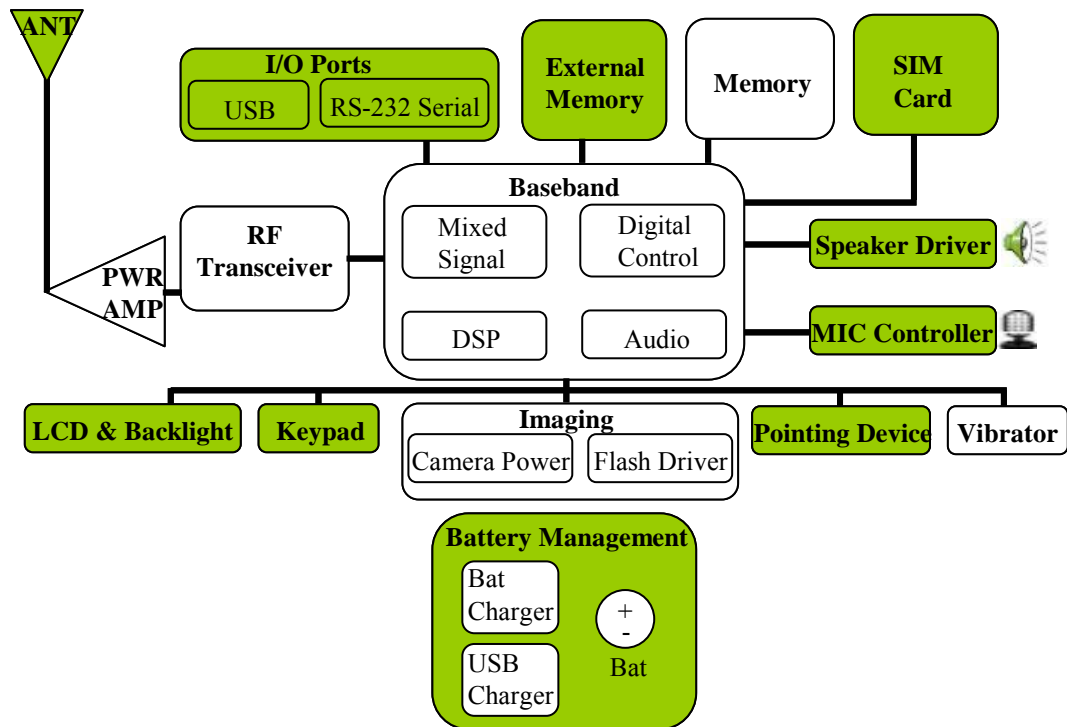 ANT
I/O Ports
USB
RS-232 Serial
External
Memory
Memory
SIM
Card
Baseband
Mixed
Signal
Digital
Control
DSP
Audio
RF
Transceiver
PWR
AMP
Speaker Driver
MIC Controller
LCD & Backlight
Keypad
Imaging
Camera Power
Flash Driver
Pointing Device
Vibrator
Battery Management
Bat
Charger
+
-
Bat
USB
Charger